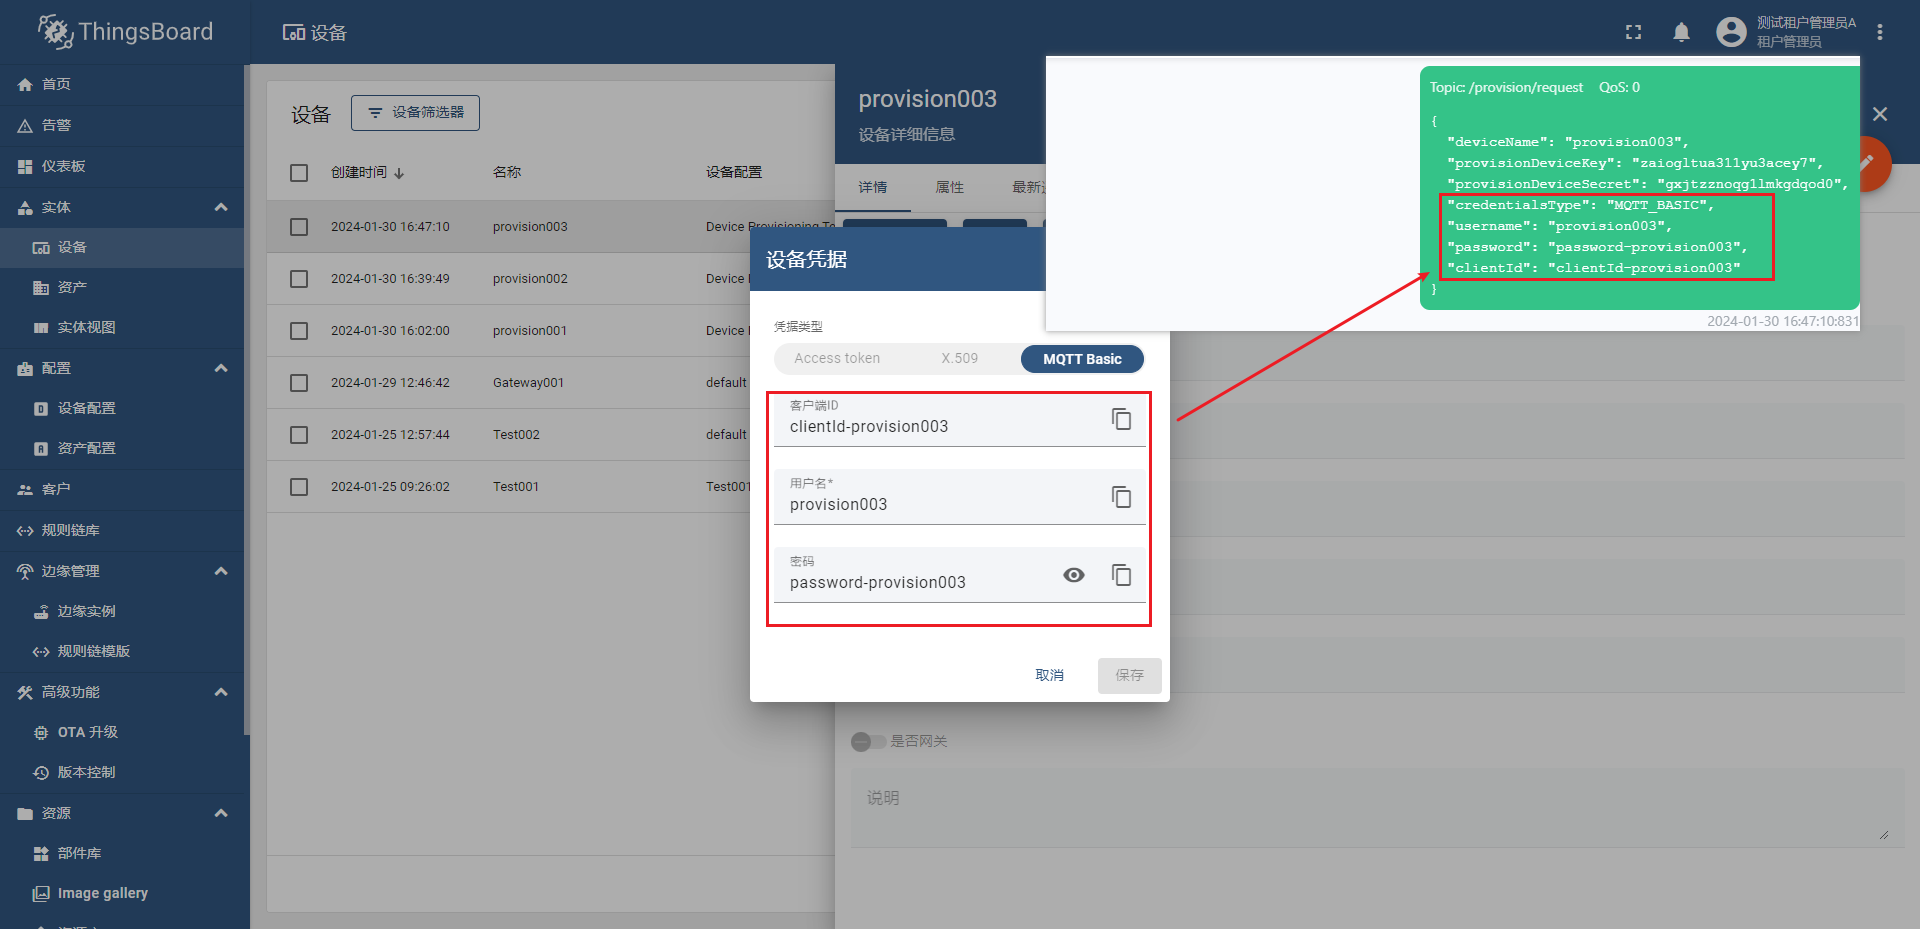 ThingsBoard
设备
测试租户管理员A
租户管理员
首页
告警
仪表板
实体
设备
资产
实体视图
配置
设备配置
资产配置
客户
规则链库
边缘管理
边缘实例
规则链模版
高级功能
OTA 升级
版本控制
资源
部件库
Image gallery
设备
设备筛选器
创建时间
名称
设备配置
2024-01-30 16:47:10 provision003 Device Provisioning Te
2024-01-30 16:39:49 provision002 Device
2024-01-30 16:02:00 provision001 Device
2024-01-29 12:46:42 Gateway001 default
2024-01-25 12:57:44 Test002 default
2024-01-25 09:26:02 Test001 Test001
provision003
设备详细信息
详情
属性
最新
Topic: /provision/request QoS: 0
{
"deviceName": "provision003",
"provisionDeviceKey": "zaiogltua311yu3acey7",
"provisionDeviceSecret": "gxjtzznoqg1lmkgdqod0",
"credentialsType": "MQTT_BASIC",
"username": "provision003",
"password": "password-provision003",
"clientId": "clientId-provision003"
}
2024-01-30 16:47:10:831
设备凭据
凭据类型
Access token
X.509
MQTT Basic
客户端ID
clientId-provision003
用户名*
provision003
密码
password-provision003
取消
保存
是否网关
说明